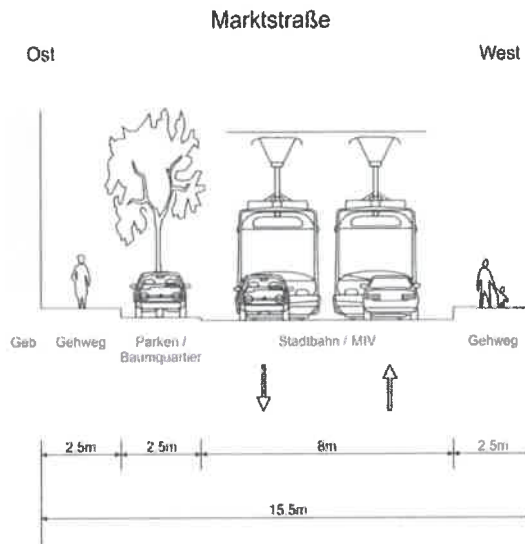 Marktstraße
Ost West
Geb Gehweg Parken / Baumquartier Stadtbahn / MIV Gehweg
2.5m 2.5m 8m 2.5m
15.5m